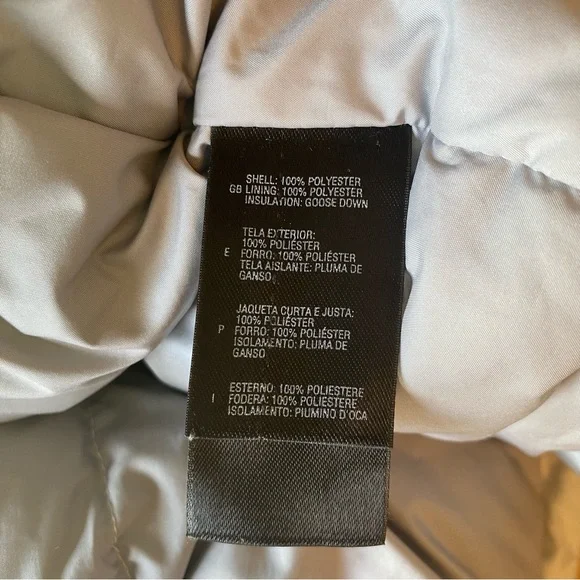 SHELL: 100% POLYESTER
GB LINING: 100% POLYESTER
INSULATION: GOOSE DOWN
TELA EXTERIOR:
100% POLIÉSTER
E FORRO: 100% POLIÉSTER
TELA AISLANTE: PLUMA DE
GANSO
JAQUETA CURTA E JUSTA:
100% POLIÉSTER
P FORRO: 100% POLIÉSTER
ISOLAMENTO: PLUMA DE
GANSO
ESTERNO: 100% POLIESTERE
I FODERA: 100% POLIESTERE
ISOLAMENTO: PIUMINO D'OCA